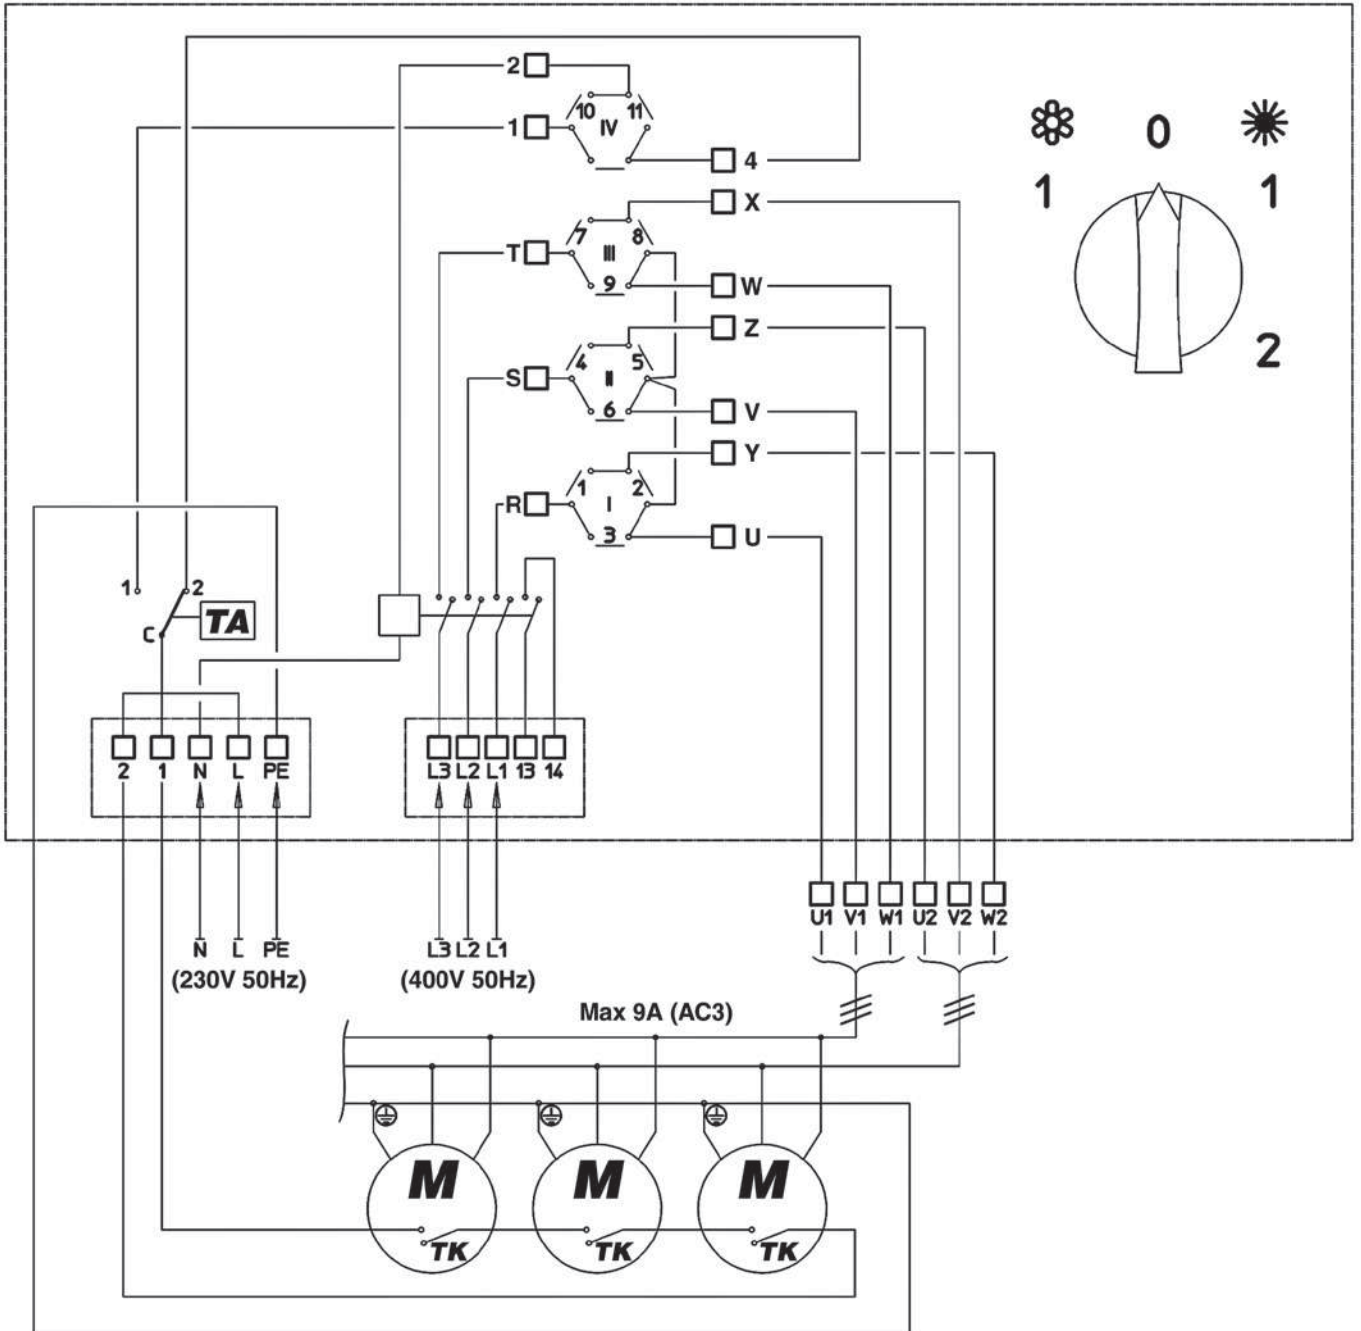 2
10 11
1 IV
4
0
1 1
X
7 8
T III
9 W
Z
4 5
S II
6 V
2
Y
1 2
R I
3 U
1 2
TA
C
2 1 N L PE
L3 L2 L1 13 14
U1 V1 W1 U2 V2 W2
N L PE
L3 L2 L1
(230V 50Hz)
(400V 50Hz)
Max 9A (AC3)
M M M
TK TK TK